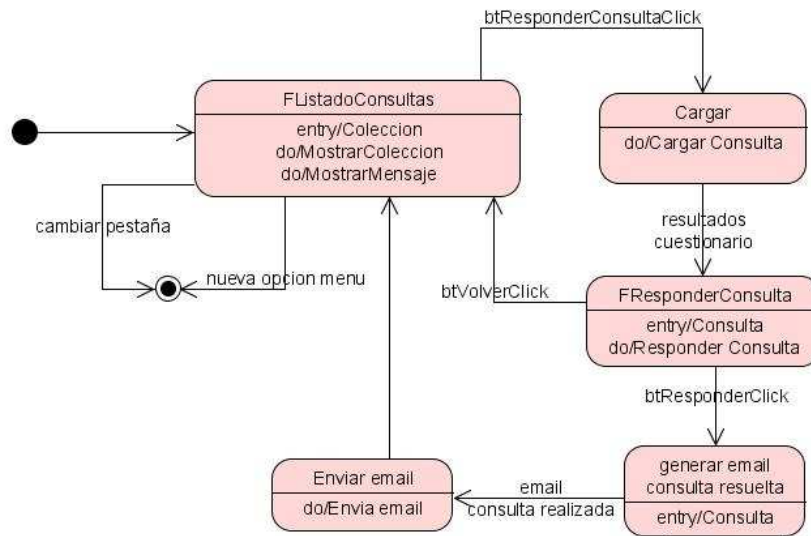 btResponderConsultaClick
FListadoConsultas
entry/Coleccion
do/MostrarColeccion
do/MostrarMensaje
Cargar
do/Cargar Consulta
cambiar pestaña
nueva opcion menu
resultados
cuestionario
btVolverClick
FResponderConsulta
entry/Consulta
do/Responder Consulta
btResponderClick
Enviar email
do/Envia email
email
consulta realizada
generar email
consulta resuelta
entry/Consulta